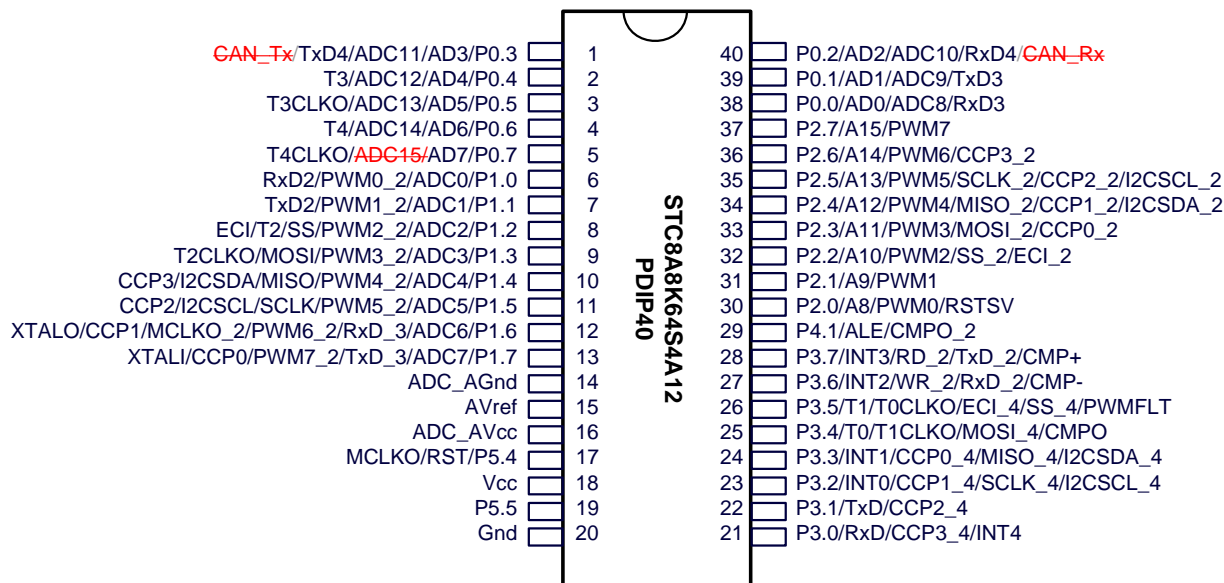 CAN_Tx/TxD4/ADC11/AD3/P0.3 1 40 P0.2/AD2/ADC10/RxD4/CAN_Rx
T3/ADC12/AD4/P0.4 2 39 P0.1/AD1/ADC9/TxD3
T3CLKO/ADC13/AD5/P0.5 3 38 P0.0/AD0/ADC8/RxD3
T4/ADC14/AD6/P0.6 4 37 P2.7/A15/PWM7
T4CLKO/ADC15/AD7/P0.7 5 36 P2.6/A14/PWM6/CCP3_2
RxD2/PWM0_2/ADC0/P1.0 6 35 P2.5/A13/PWM5/SCLK_2/CCP2_2/I2CSCL_2
TxD2/PWM1_2/ADC1/P1.1 7 34 P2.4/A12/PWM4/MISO_2/CCP1_2/I2CSDA_2
ECI/T2/SS/PWM2_2/ADC2/P1.2 8 33 P2.3/A11/PWM3/MOSI_2/CCP0_2
T2CLKO/MOSI/PWM3_2/ADC3/P1.3 9 32 P2.2/A10/PWM2/SS_2/ECI_2
CCP3/I2CSDA/MISO/PWM4_2/ADC4/P1.4 10 31 P2.1/A9/PWM1
CCP2/I2CSCL/SCLK/PWM5_2/ADC5/P1.5 11 30 P2.0/A8/PWM0/RSTSV
XTALO/CCP1/MCLKO_2/PWM6_2/RxD_3/ADC6/P1.6 12 29 P4.1/ALE/CMPO_2
XTALI/CCP0/PWM7_2/TxD_3/ADC7/P1.7 13 28 P3.7/INT3/RD_2/TxD_2/CMP+
ADC_AGnd 14 27 P3.6/INT2/WR_2/RxD_2/CMP-
AVref 15 26 P3.5/T1/T0CLKO/ECI_4/SS_4/PWMFLT
ADC_AVcc 16 25 P3.4/T0/T1CLKO/MOSI_4/CMPO
MCLKO/RST/P5.4 17 24 P3.3/INT1/CCP0_4/MISO_4/I2CSDA_4
Vcc 18 23 P3.2/INT0/CCP1_4/SCLK_4/I2CSCL_4
P5.5 19 22 P3.1/TxD/CCP2_4
Gnd 20 21 P3.0/RxD/CCP3_4/INT4
STC8A8K64S4A12
PDIP40